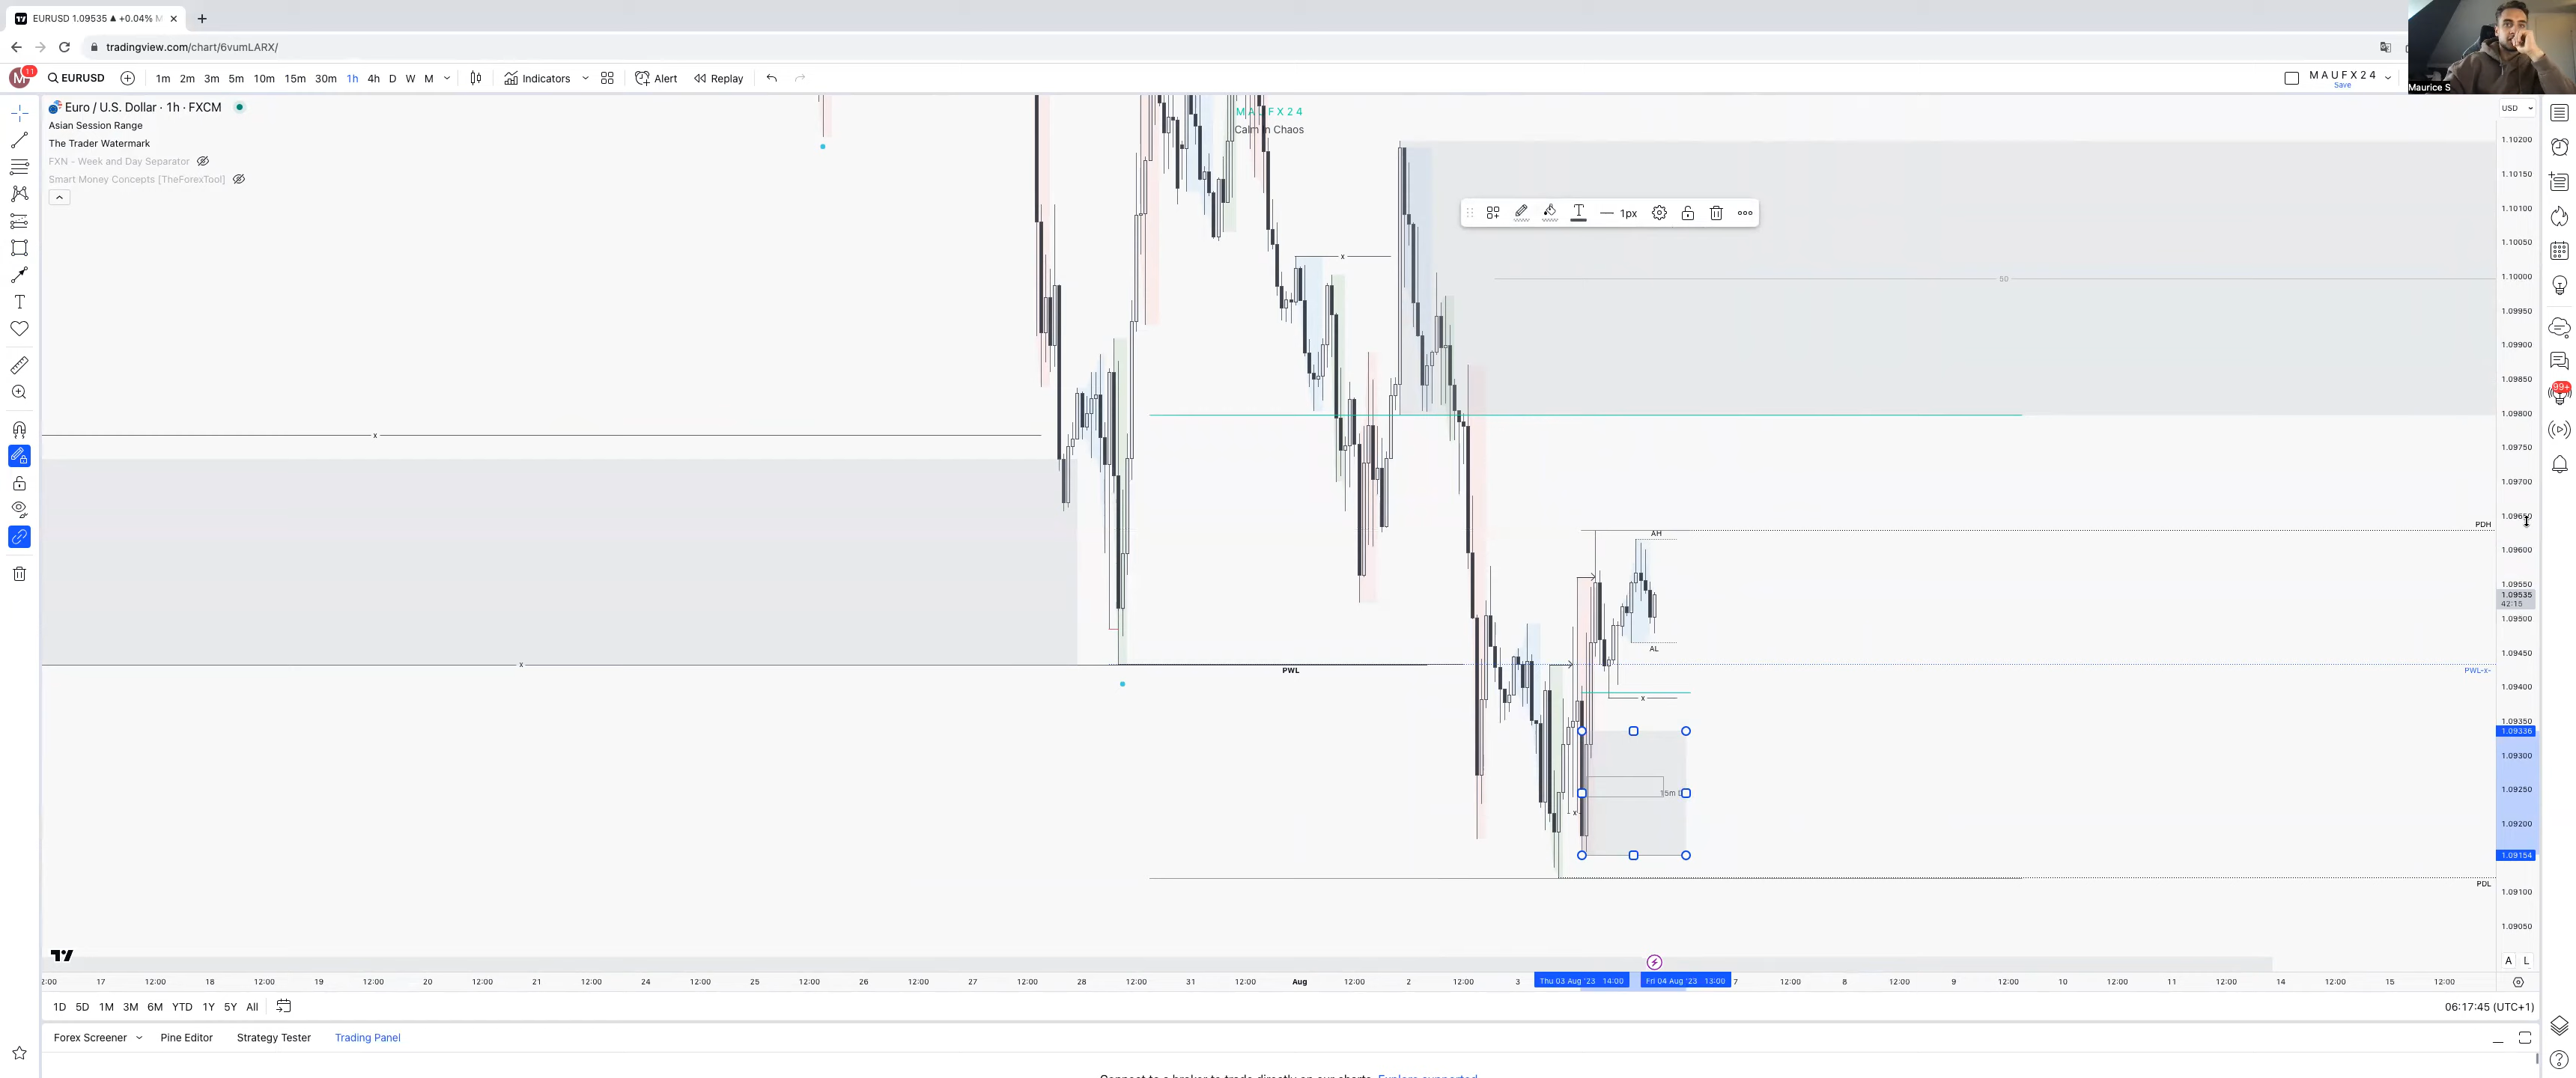 EURUSD 1.09535 ▲ +0.04% M
tradingview.com/chart/6vumLARX/
M 11 EURUSD 1m 2m 3m 5m 10m 15m 30m 1h 4h D W M Indicators Alert Replay MAUFX24
Save
Maurice S
Euro / U.S. Dollar · 1h · FXCM
Asian Session Range
The Trader Watermark
FXN - Week and Day Separator
Smart Money Concepts [TheForexTool]
MAUFX24
Calm in Chaos
USD
1.10200
1.10150
1.10100
1.10050
1.10000
1.09950
1.09900
1.09850
1.09800
1.09750
1.09700
1.09650
1.09600
1.09550
1.09535
42:15
1.09500
1.09450
1.09400
1.09350
1.09336
1.09300
1.09250
1.09200
1.09154
1.09100
1.09050
1px
x
50
x
PDH
AH
AL
x
PWL
PWL-x-
x
15m
x
PDL
99+
A L
17 12:00 18 12:00 19 12:00 20 12:00 21 12:00 24 12:00 25 12:00 26 12:00 27 12:00 28 12:00 31 12:00 Aug 12:00 2 12:00 3 Thu 03 Aug '23 14:00 Fri 04 Aug '23 13:00 7 12:00 8 12:00 9 12:00 10 12:00 11 12:00 14 12:00 15 12:00
1D 5D 1M 3M 6M YTD 1Y 5Y All 06:17:45 (UTC+1)
Forex Screener Pine Editor Strategy Tester Trading Panel